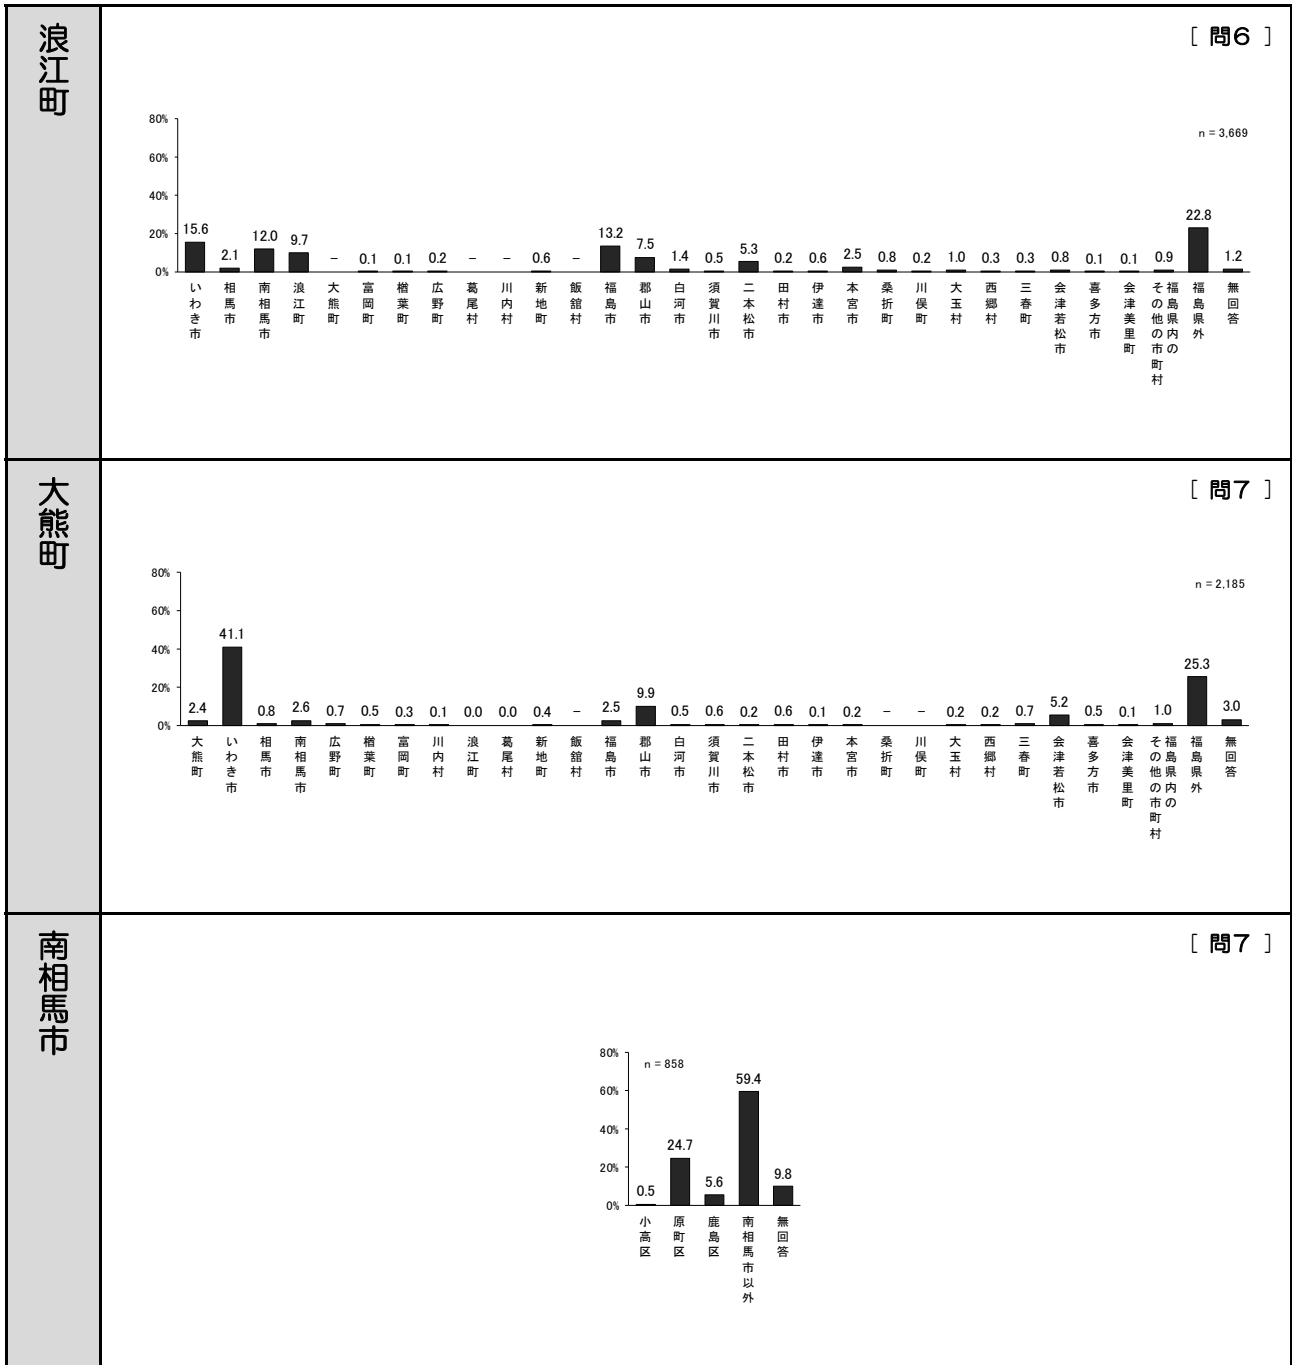 浪江町
［ 問６ ］
n = 3,669
80%
60%
40%
20%
0%
15.6 2.1 12.0 9.7 － 0.1 0.1 0.2 － － 0.6 － 13.2 7.5 1.4 0.5 5.3 0.2 0.6 2.5 0.8 0.2 1.0 0.3 0.3 0.8 0.1 0.1 0.9 22.8 1.2
いわき市
相馬市
南相馬市
浪江町
大熊町
富岡町
楢葉町
広野町
葛尾村
川内村
新地町
飯舘村
福島市
郡山市
白河市
須賀川市
二本松市
田村市
伊達市
本宮市
桑折町
川俣町
大玉村
西郷村
三春町
会津若松市
喜多方市
会津美里町
福島県内の
その他の市町村
福島県外
無回答
大熊町
［ 問７ ］
n = 2,185
80%
60%
40%
20%
0%
2.4 41.1 0.8 2.6 0.7 0.5 0.3 0.1 0.0 0.0 0.4 － 2.5 9.9 0.5 0.6 0.2 0.6 0.1 0.2 － － 0.2 0.2 0.7 5.2 0.5 0.1 1.0 25.3 3.0
大熊町
いわき市
相馬市
南相馬市
広野町
楢葉町
富岡町
川内村
浪江町
葛尾村
新地町
飯舘村
福島市
郡山市
白河市
須賀川市
二本松市
田村市
伊達市
本宮市
桑折町
川俣町
大玉村
西郷村
三春町
会津若松市
喜多方市
会津美里町
福島県内の
その他の市町村
福島県外
無回答
南相馬市
［ 問７ ］
n = 858
80%
60%
40%
20%
0%
0.5 24.7 5.6 59.4 9.8
小高区
原町区
鹿島区
南相馬市以外
無回答